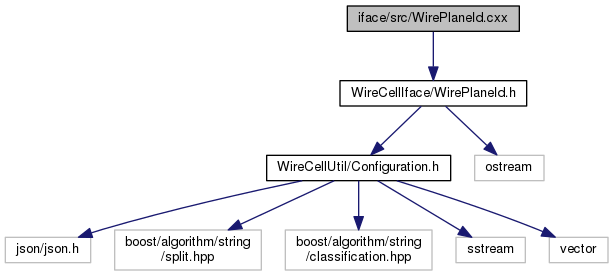 iface/src/WirePlaneId.cxx
WireCellIface/WirePlaneId.h
WireCellUtil/Configuration.h
ostream
json/json.h
boost/algorithm/string
/split.hpp
boost/algorithm/string
/classification.hpp
sstream
vector